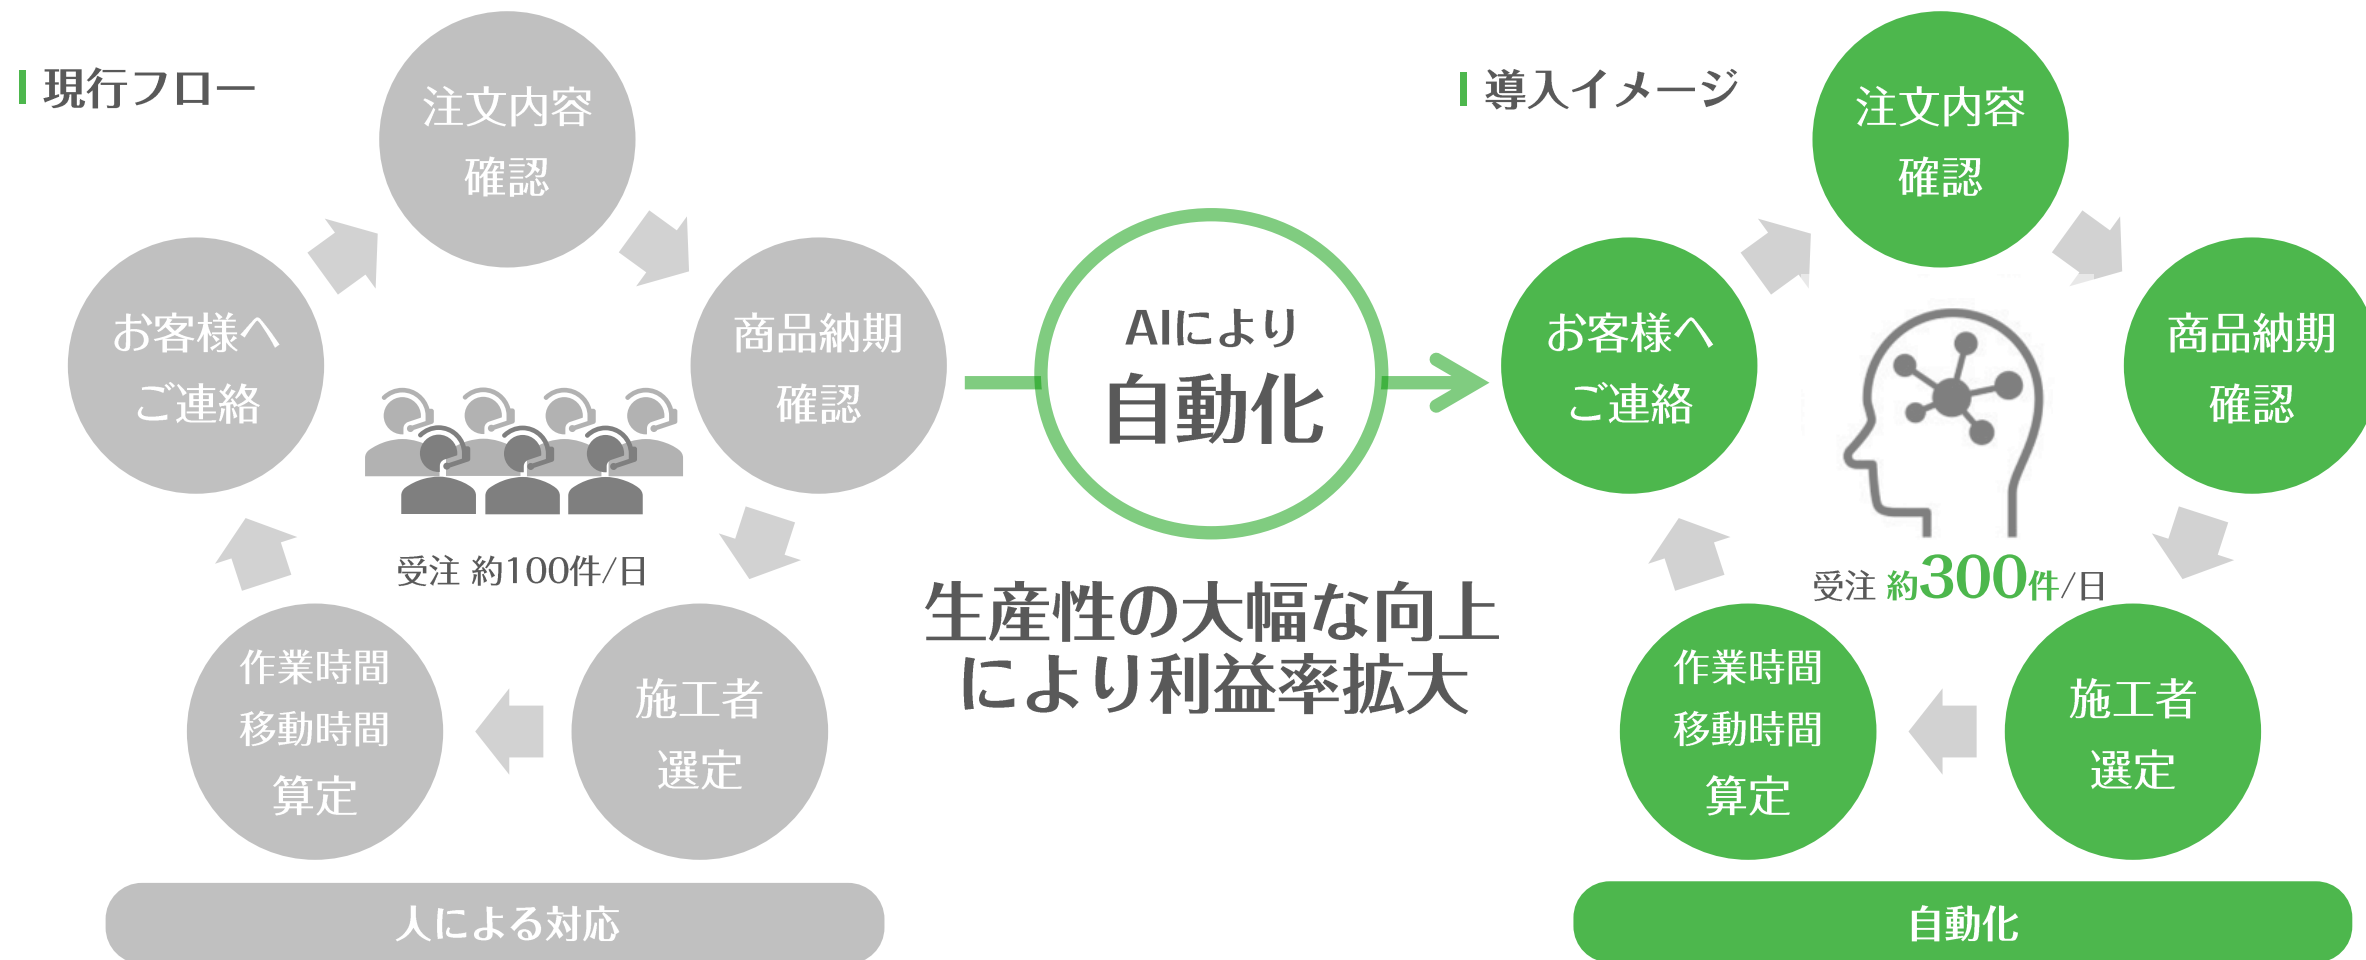 現行フロー
注文内容
確認
商品納期
確認
施工者
選定
作業時間
移動時間
算定
お客様へ
ご連絡
受注 約100件/日
人による対応
AIにより
自動化
生産性の大幅な向上
により利益率拡大
導入イメージ
注文内容
確認
商品納期
確認
施工者
選定
作業時間
移動時間
算定
お客様へ
ご連絡
受注 約300件/日
自動化